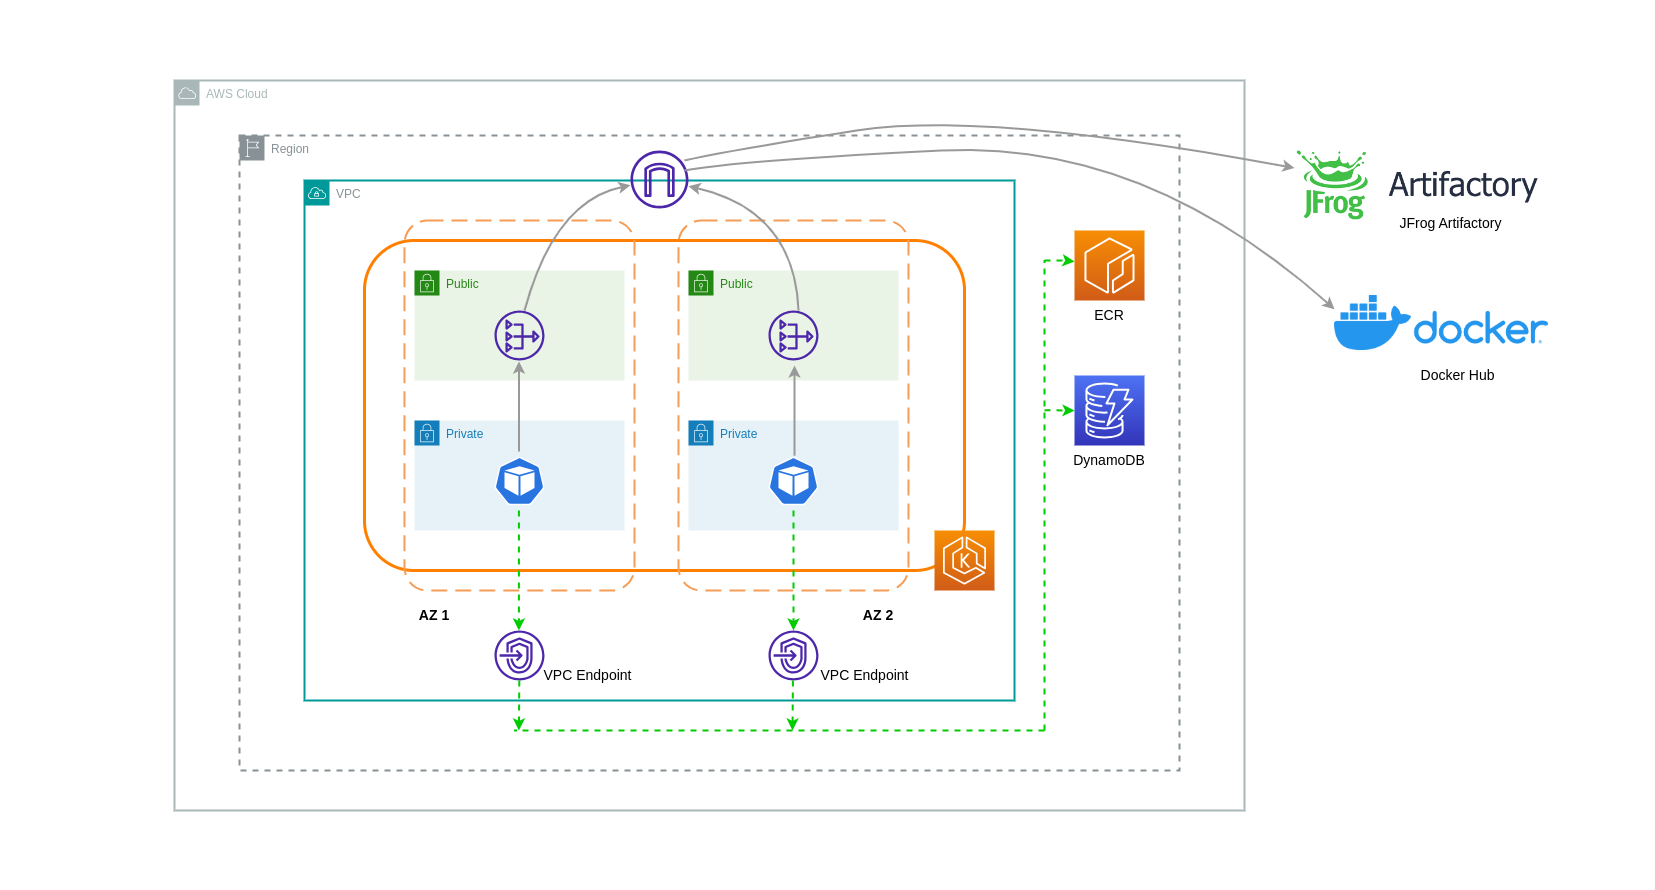 AWS Cloud
Region
VPC
Public
Public
Private
Private
K
AZ 1
AZ 2
VPC Endpoint
VPC Endpoint
ECR
DynamoDB
JFrog
Artifactory
JFrog Artifactory
docker
Docker Hub